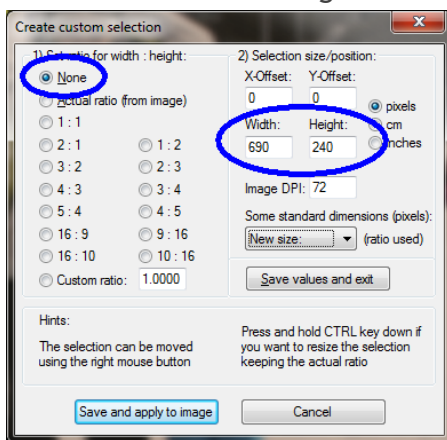 Create custom selection
1) Set ratio for width : height:
None
Actual ratio (from image)
1 : 1
2 : 1
1 : 2
3 : 2
2 : 3
4 : 3
3 : 4
5 : 4
4 : 5
16 : 9
9 : 16
16 : 10
10 : 16
Custom ratio: 1.0000
2) Selection size/position:
X-Offset: Y-Offset:
0 0
pixels
cm
inches
Width: Height:
690 240
Image DPI: 72
Some standard dimensions (pixels):
New size: (ratio used)
Save values and exit
Hints:
The selection can be moved
using the right mouse button
Press and hold CTRL key down if
you want to resize the selection
keeping the actual ratio
Save and apply to image
Cancel